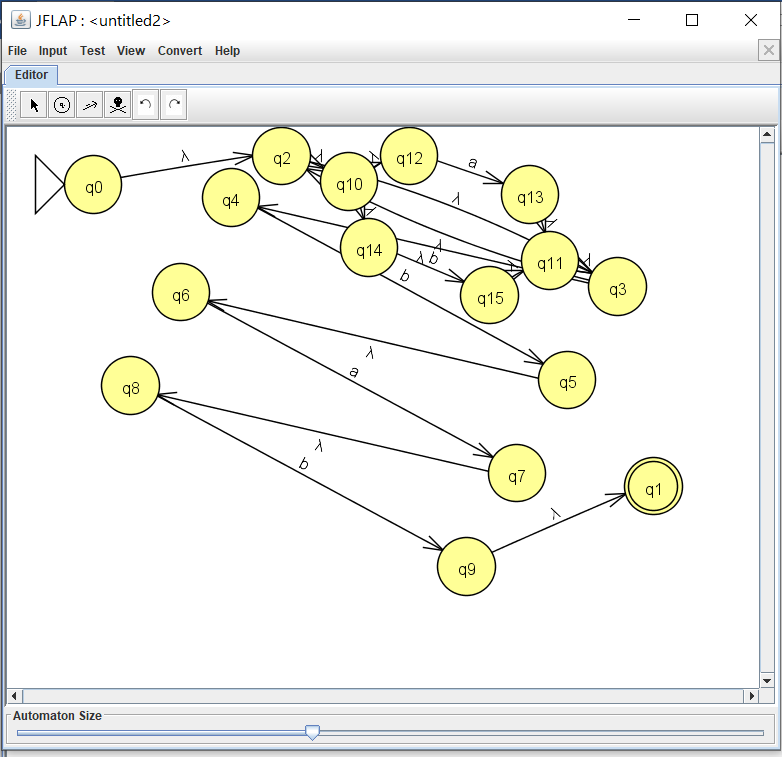 JFLAP : <untitled2>
File Input Test View Convert Help
Editor
λ
q0
q2
λ
λ
q12
a
q10
q4
q13
λ
λ
λ
q14
λ
λ b
λ
q11
λ
q3
b
q15
q6
q5
λ
a
q8
λ
b
q7
q1
λ
q9
Automaton Size